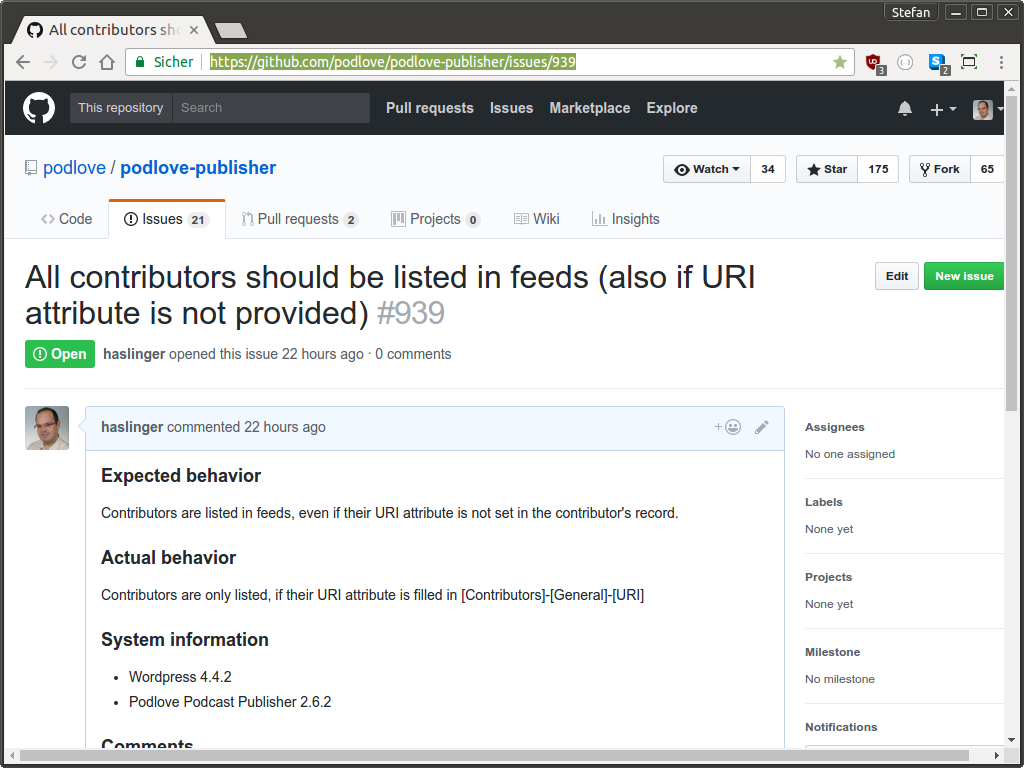 Stefan
All contributors sho
Sicher https://github.com/podlove/podlove-publisher/issues/939
3
S 2
This repository Search Pull requests Issues Marketplace Explore
podlove / podlove-publisher
Watch 34 Star 175 Fork 65
Code Issues 21 Pull requests 2 Projects 0 Wiki Insights
All contributors should be listed in feeds (also if URI
attribute is not provided) #939
Edit New issue
Open haslinger opened this issue 22 hours ago · 0 comments
haslinger commented 22 hours ago
Expected behavior
Contributors are listed in feeds, even if their URI attribute is not set in the contributor's record.
Actual behavior
Contributors are only listed, if their URI attribute is filled in [Contributors]-[General]-[URI]
System information
• Wordpress 4.4.2
• Podlove Podcast Publisher 2.6.2
Comments
Assignees
No one assigned
Labels
None yet
Projects
None yet
Milestone
No milestone
Notifications